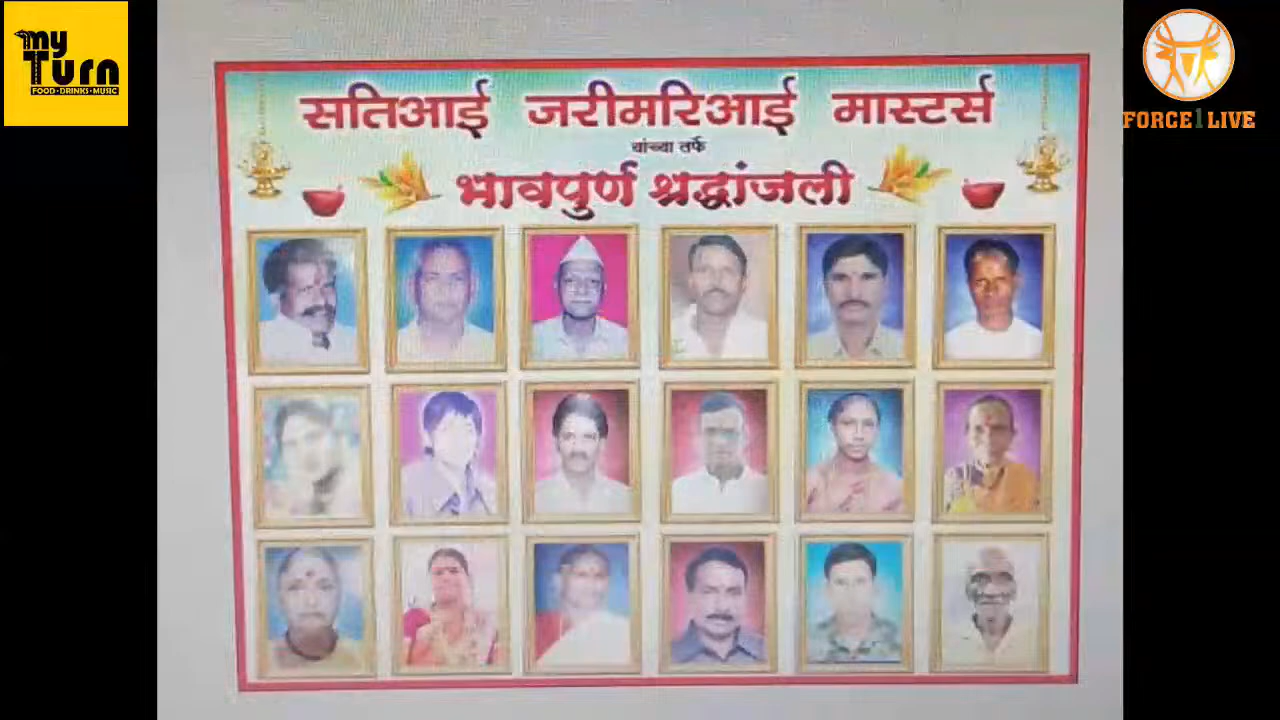 my
Turn
FOOD•DRINKS•MUSIC
FORCE1LIVE
सतिआई जरीमरिआई मास्टर्स
यांच्या तर्फे
भावपुर्ण श्रद्धांजली